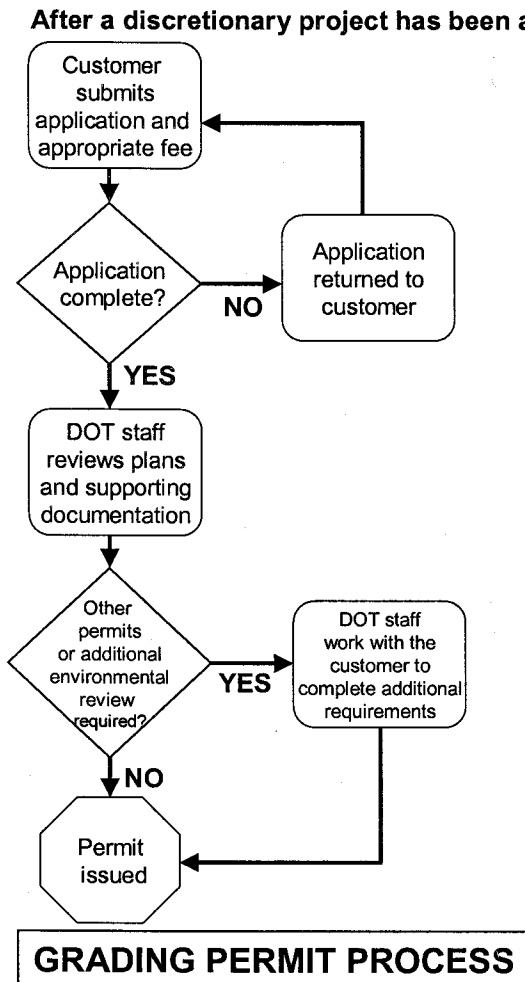 After a discretionary project has been a
Customer
submits
application and
appropriate fee
Application
complete?
NO
Application
returned to
customer
YES
DOT staff
reviews plans
and supporting
documentation
Other
permits
or additional
environmental
review
required?
YES
DOT staff
work with the
customer to
complete additional
requirements
NO
Permit
issued
GRADING PERMIT PROCESS